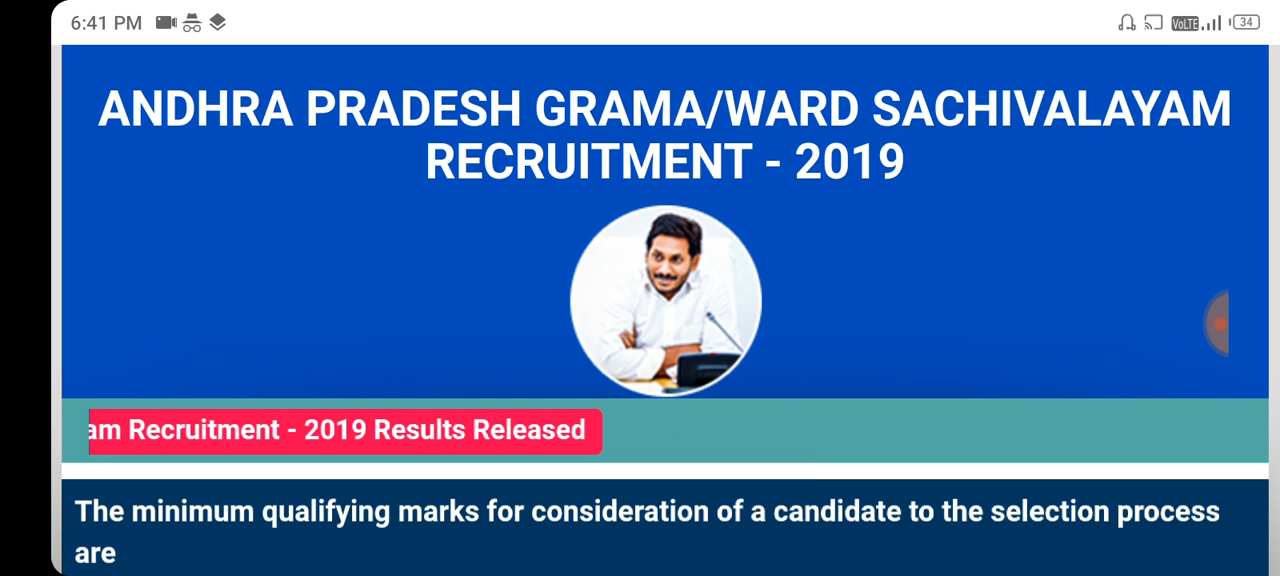 6:41 PM
VoLTE
34
ANDHRA PRADESH GRAMA/WARD SACHIVALAYAM
RECRUITMENT - 2019
am Recruitment - 2019 Results Released
The minimum qualifying marks for consideration of a candidate to the selection process
are